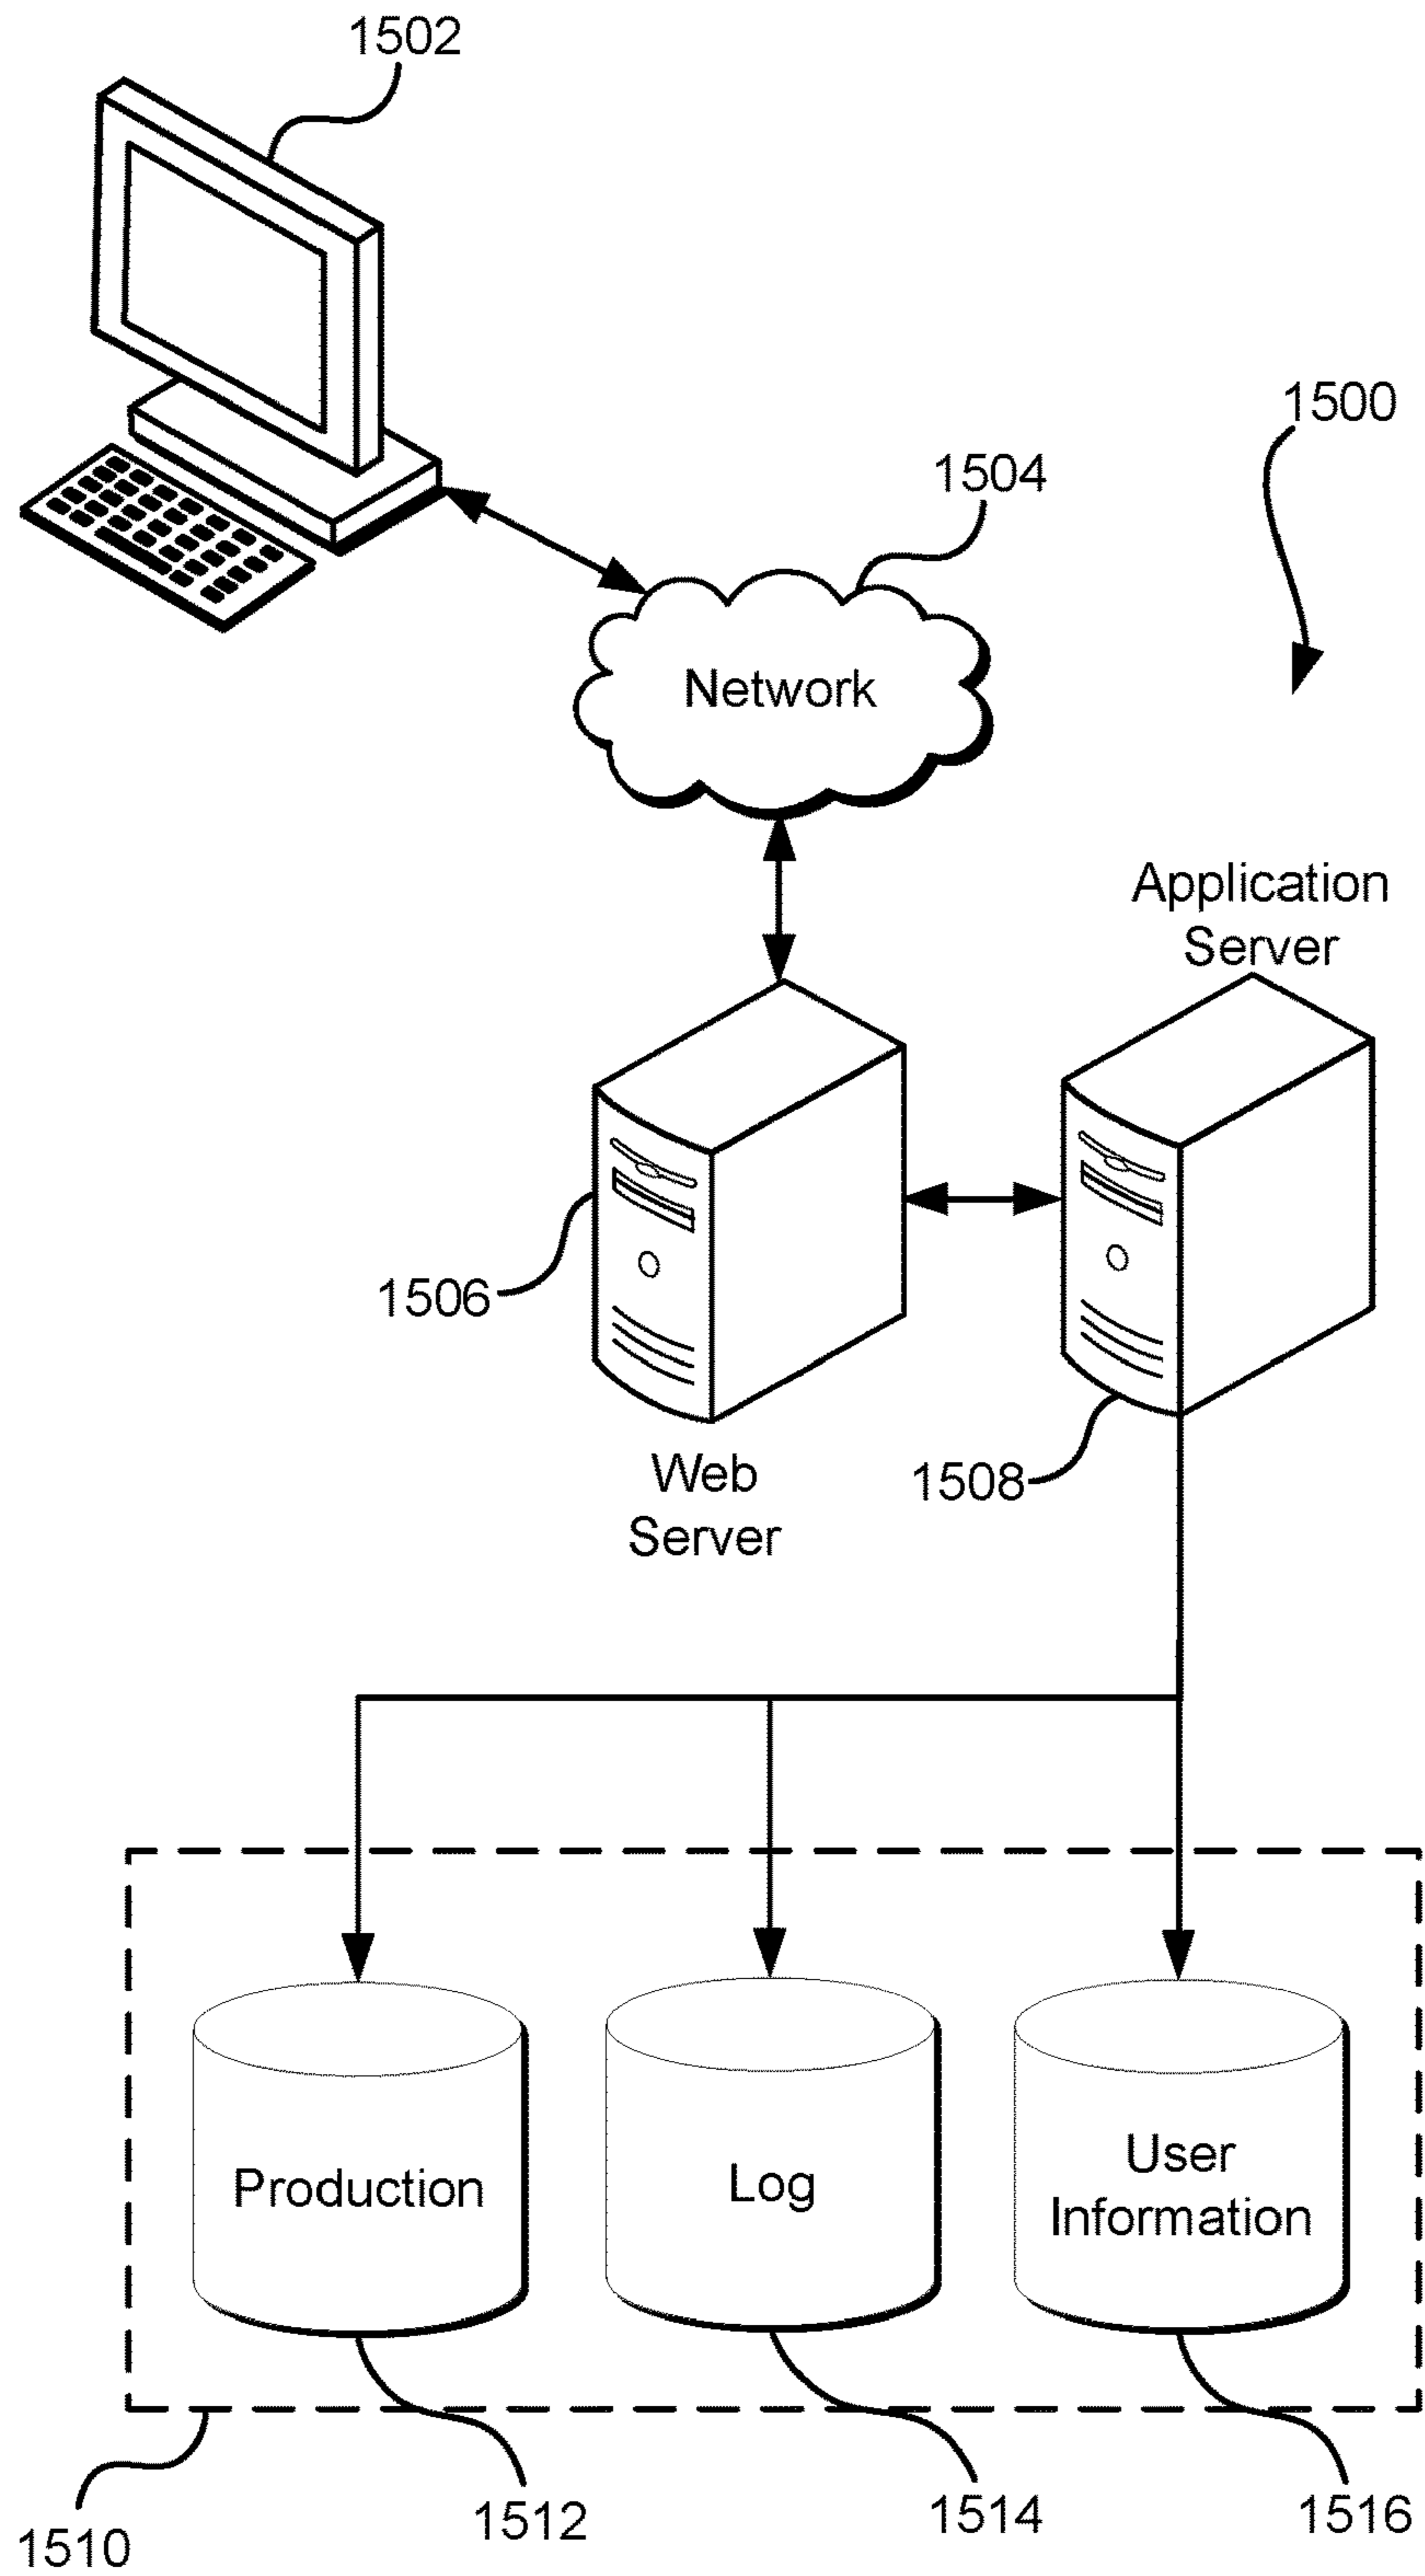 1502
1500
1504
Network
Application
Server
1506
Web
Server
1508
Production
Log
User
Information
1510
1512
1514
1516